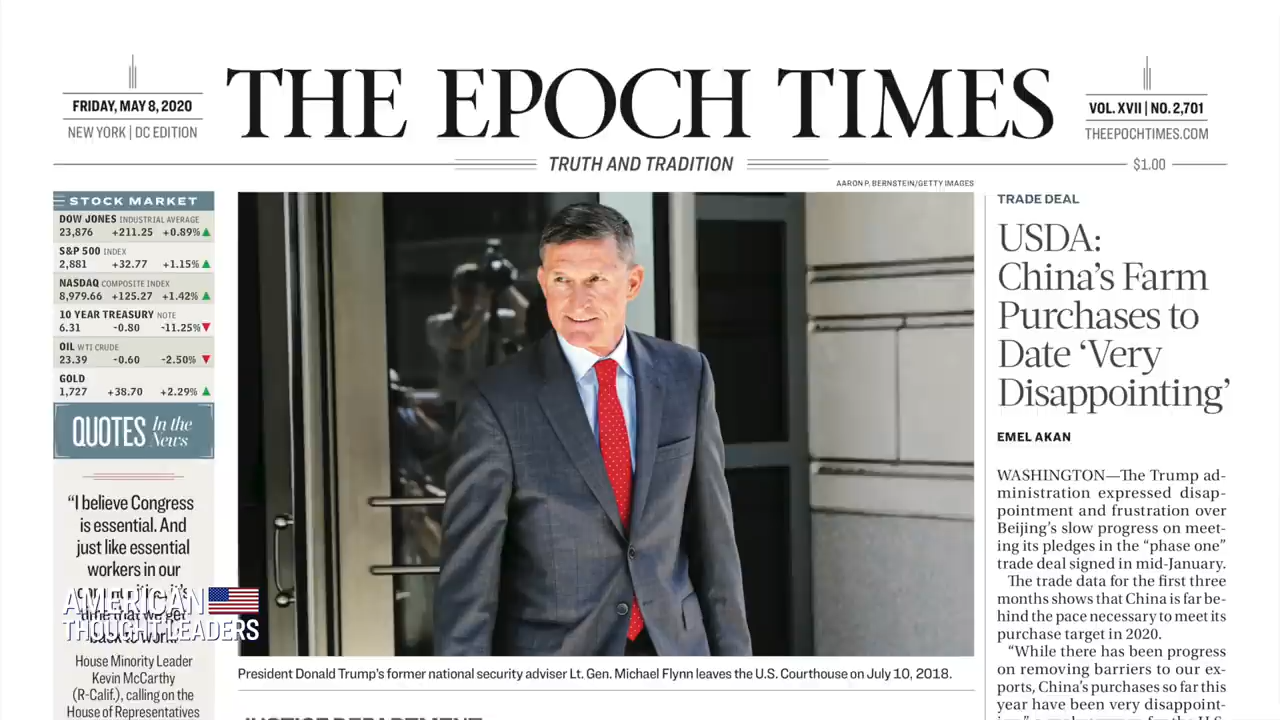 FRIDAY, MAY 8, 2020
NEW YORK | DC EDITION
THE EPOCH TIMES
VOL. XVII | NO. 2,701
THEEPOCHTIMES.COM
TRUTH AND TRADITION
$1.00
STOCK MARKET
DOW JONES INDUSTRIAL AVERAGE
23,876 +211.25 +0.89%
S&P 500 INDEX
2,881 +32.77 +1.15%
NASDAQ COMPOSITE INDEX
8,979.66 +125.27 +1.42%
10 YEAR TREASURY NOTE
6.31 -0.80 -11.25%
OIL WTI CRUDE
23.39 -0.60 -2.50%
GOLD
1,727 +38.70 +2.29%
QUOTES In the News
“I believe Congress
is essential. And
just like essential
workers in our
time that we get
back to work.”
House Minority Leader
Kevin McCarthy
(R-Calif.), calling on the
House of Representatives
AMERICAN
THOUGHT LEADERS
AARON P. BERNSTEIN/GETTY IMAGES
President Donald Trump’s former national security adviser Lt. Gen. Michael Flynn leaves the U.S. Courthouse on July 10, 2018.
JUSTICE DEPARTMENT
TRADE DEAL
USDA:
China’s Farm
Purchases to
Date ‘Very
Disappointing’
EMEL AKAN
WASHINGTON—The Trump ad-
ministration expressed disap-
pointment and frustration over
Beijing’s slow progress on meet-
ing its pledges in the “phase one”
trade deal signed in mid-January.
The trade data for the first three
months shows that China is far be-
hind the pace necessary to meet its
purchase target in 2020.
“While there has been progress
on removing barriers to our ex-
ports, China’s purchases so far this
year have been very disappoint-